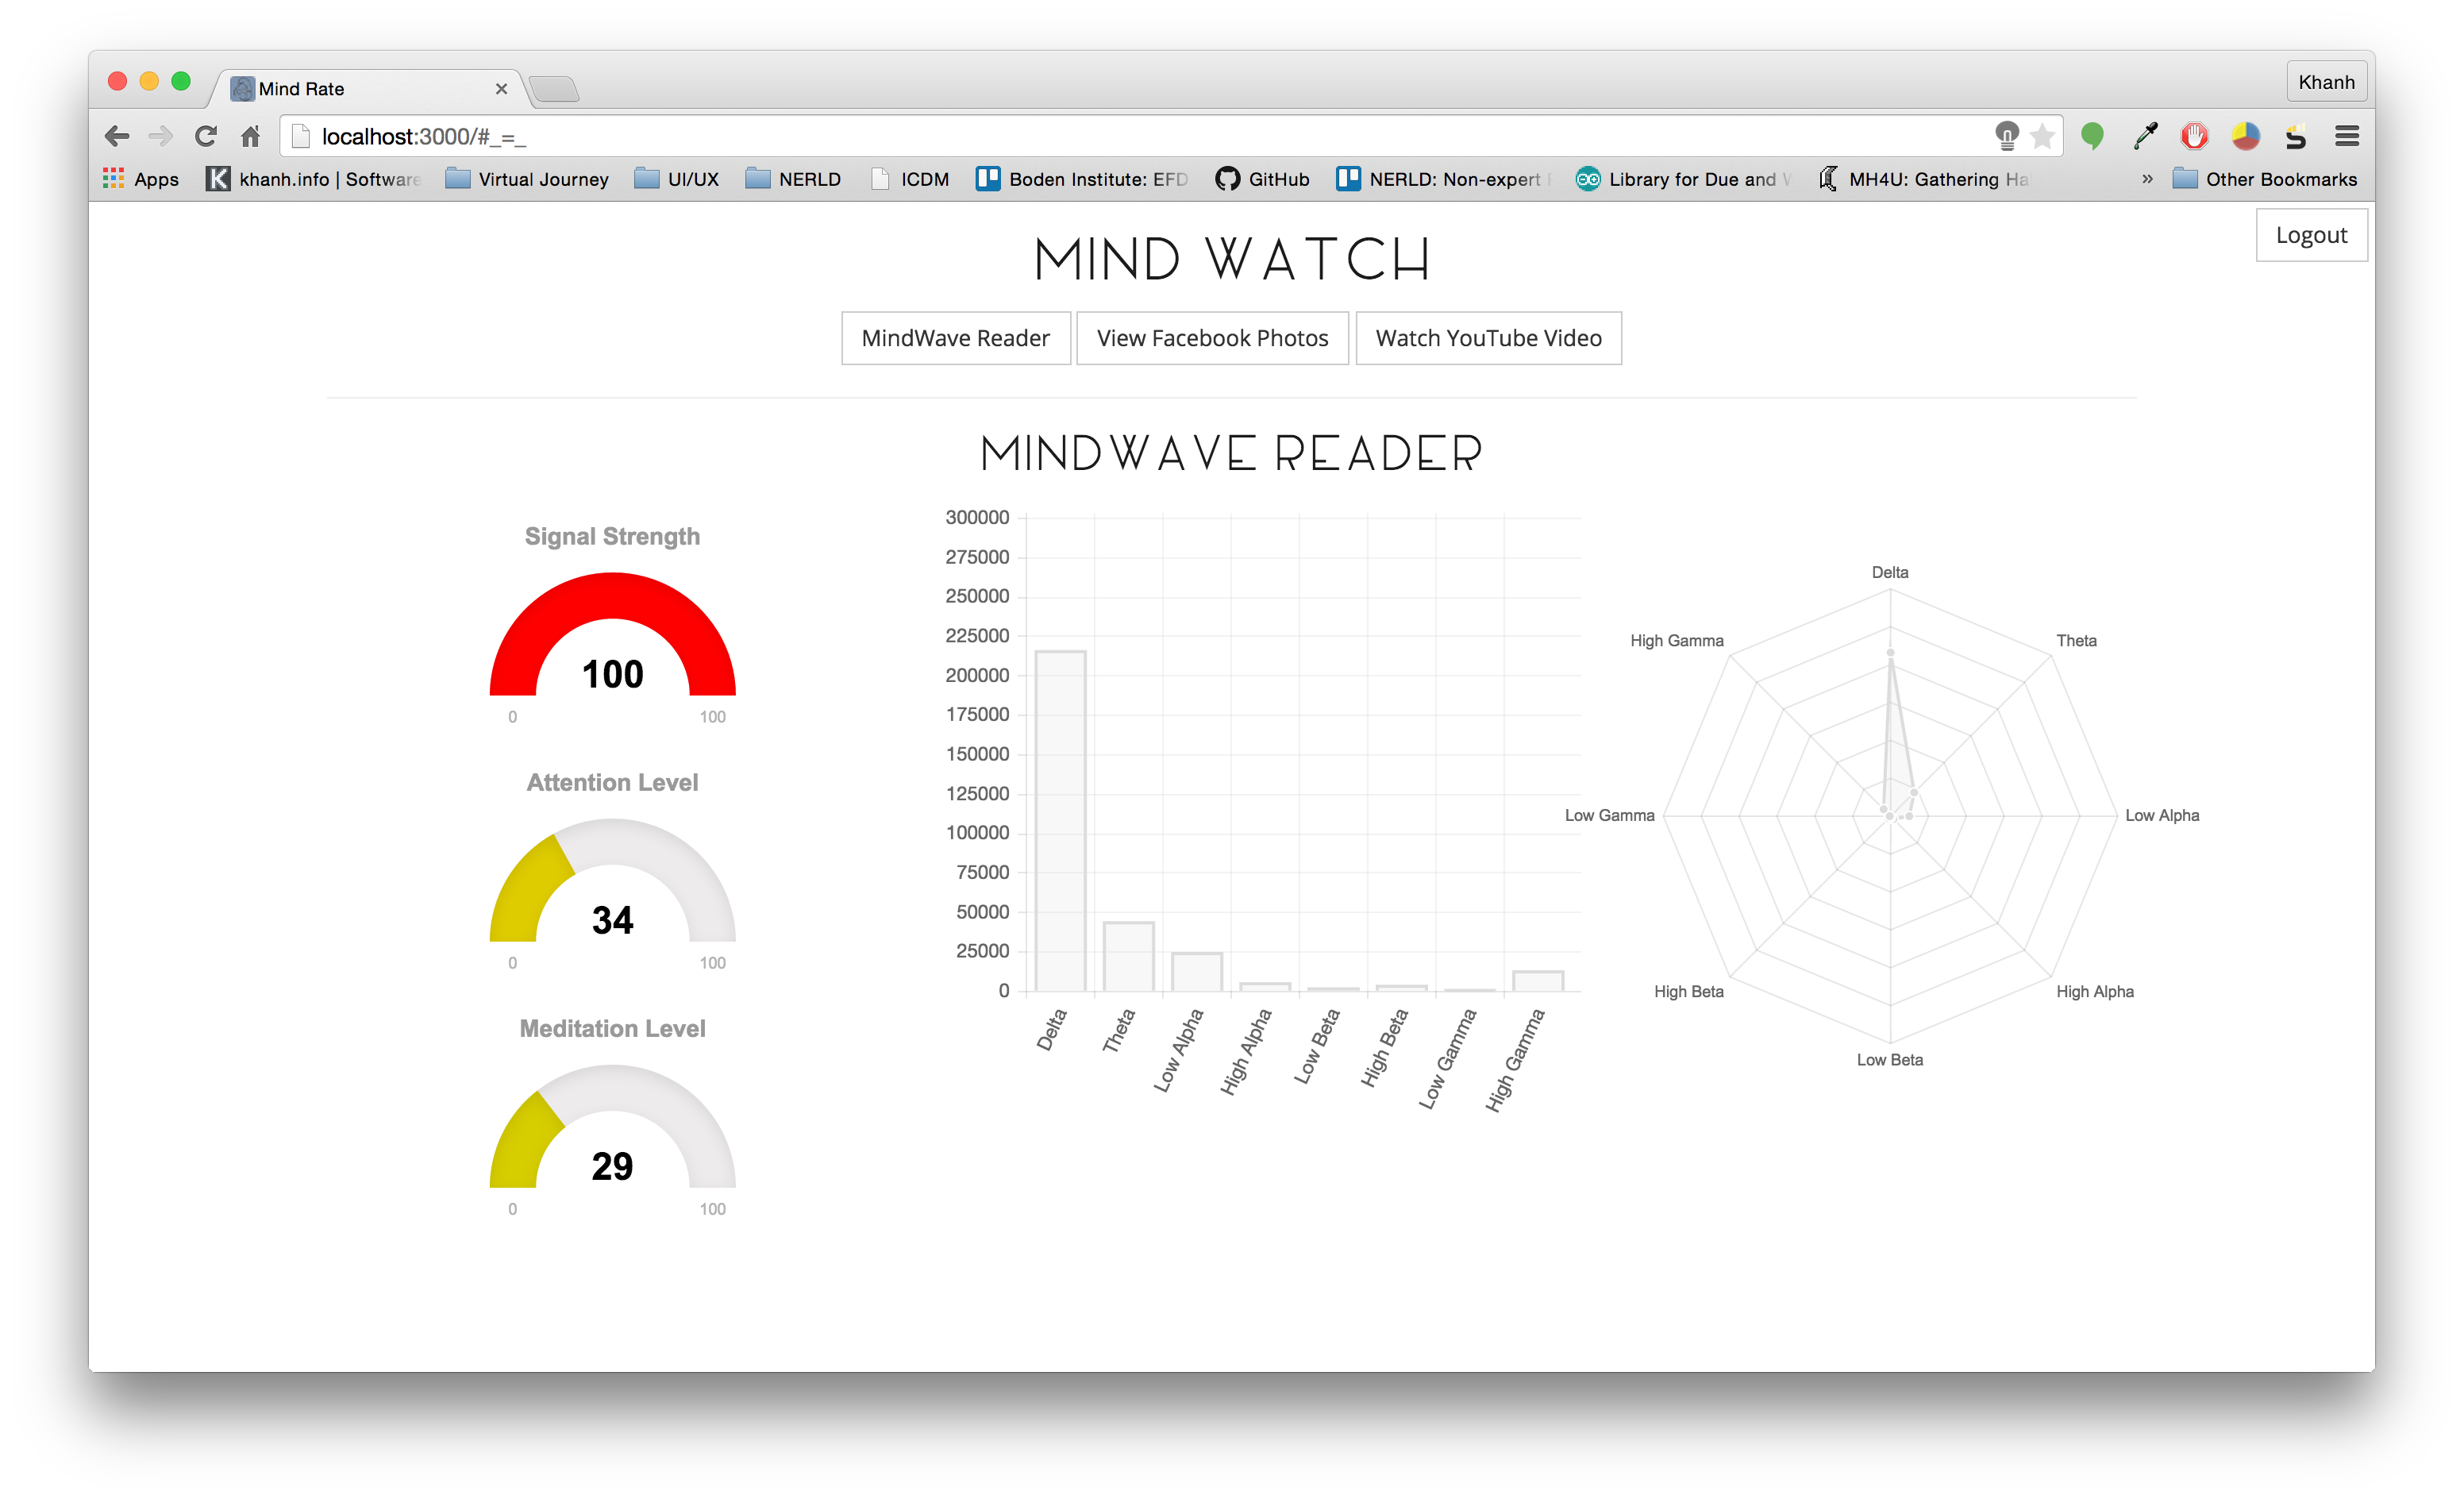 Mind Rate
Khanh
localhost:3000/#_=_
Apps khanh.info | Software Virtual Journey UI/UX NERLD ICDM Boden Institute: EFD GitHub NERLD: Non-expert Library for Due and MH4U: Gathering Ha » Other Bookmarks
Logout
MIND WATCH
MindWave Reader View Facebook Photos Watch YouTube Video
MINDWAVE READER
Signal Strength
100
0 100
Attention Level
34
0 100
Meditation Level
29
0 100
300000
275000
250000
225000
200000
175000
150000
125000
100000
75000
50000
25000
0
Delta
Theta
Low Alpha
High Alpha
Low Beta
High Beta
Low Gamma
High Gamma
Delta
High Gamma Theta
Low Gamma Low Alpha
High Beta High Alpha
Low Beta